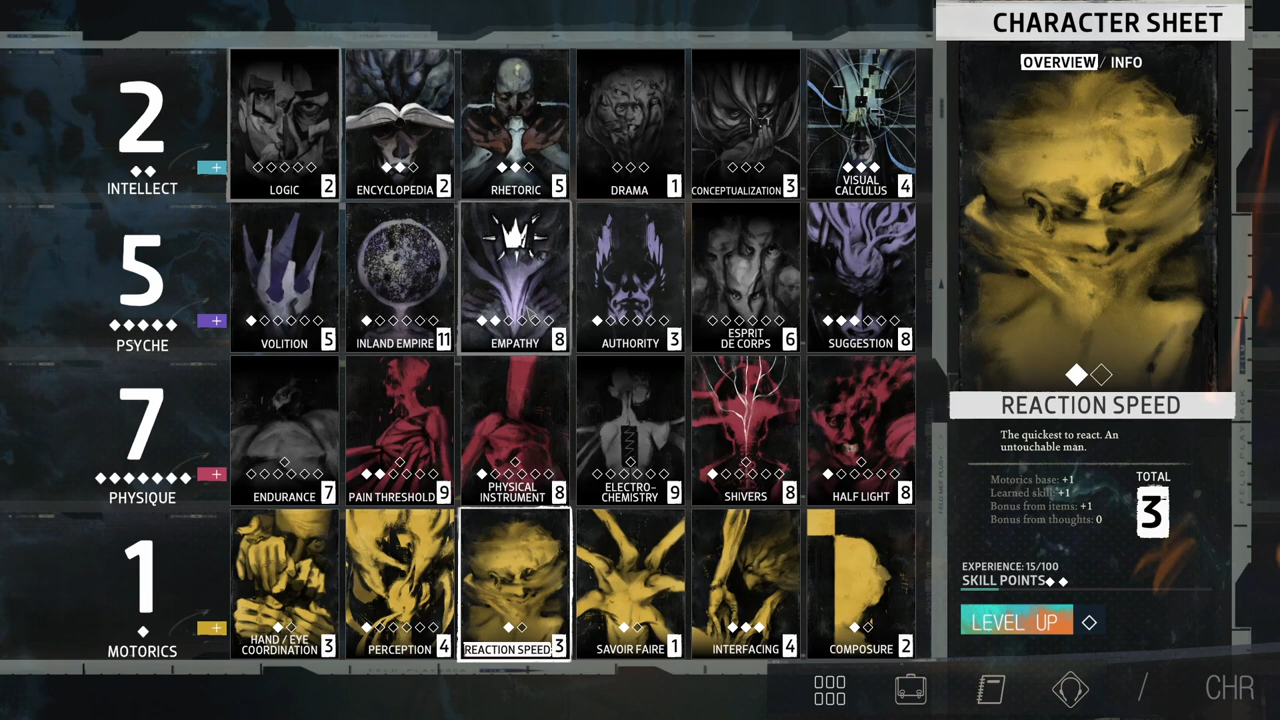 CHARACTER SHEET
OVERVIEW / INFO
2
INTELLECT
+
LOGIC 2
ENCYCLOPEDIA 2
RHETORIC 5
DRAMA 1
CONCEPTUALIZATION 3
VISUAL
CALCULUS 4
5
PSYCHE
+
VOLITION 5
INLAND EMPIRE 11
EMPATHY 8
AUTHORITY 3
ESPRIT
DE CORPS 6
SUGGESTION 8
7
PHYSIQUE
+
ENDURANCE 7
PAIN THRESHOLD 9
PHYSICAL
INSTRUMENT 8
ELECTRO-
CHEMISTRY 9
SHIVERS 8
HALF LIGHT 8
1
MOTORICS
+
HAND / EYE
COORDINATION 3
PERCEPTION 4
REACTION SPEED 3
SAVOIR FAIRE 1
INTERFACING 4
COMPOSURE 2
REACTION SPEED
The quickest to react. An
untouchable man.
Motorics base: +1
Learned skill: +1
Bonus from items: +1
Bonus from thoughts: 0
TOTAL
3
EXPERIENCE: 15/100
SKILL POINTS
LEVEL UP
/ CHR